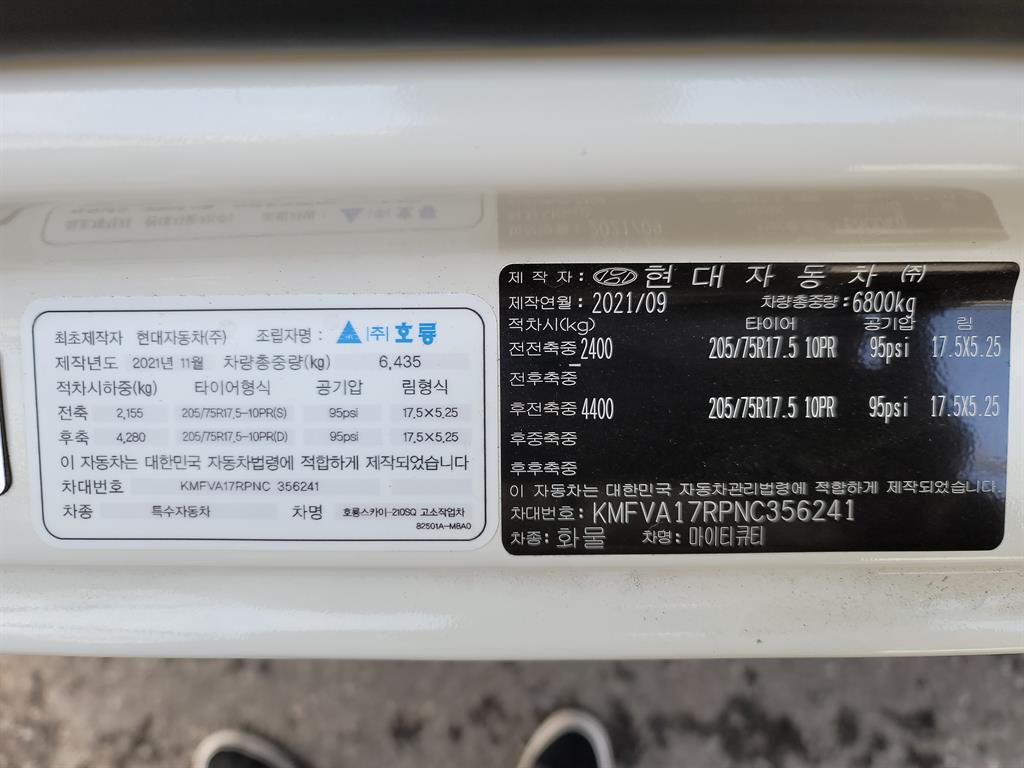 최초제작자 현대자동차(주) 조립자명 : (주)호룡
제작년도 2021년 11월 차량총중량(kg) 6,435
적차시하중(kg) 타이어형식 공기압 림형식
전축 2,155 205/75R17.5-10PR(S) 95psi 17.5×5.25
후축 4,280 205/75R17.5-10PR(D) 95psi 17.5×5.25
이 자동차는 대한민국 자동차법령에 적합하게 제작되었습니다
차대번호 KMFVA17RPNC 356241
차종 특수자동차 차명 호룡스카이-210SQ 고소작업차
82501A-M8A0
제 작 자 : 현 대 자 동 차 ㈜
제작연월 : 2021/09 차량총중량 : 6800kg
적차시(kg) 타이어 공기압 림
전전축중 2400 205/75R17.5 10PR 95psi 17.5X5.25
전후축중
후전축중 4400 205/75R17.5 10PR 95psi 17.5X5.25
후중축중
후후축중
이 자동차는 대한민국 자동차관리법령에 적합하게 제작되었습니다.
차대번호: KMFVA17RPNC356241
차종: 화물 차명: 마이티큐티